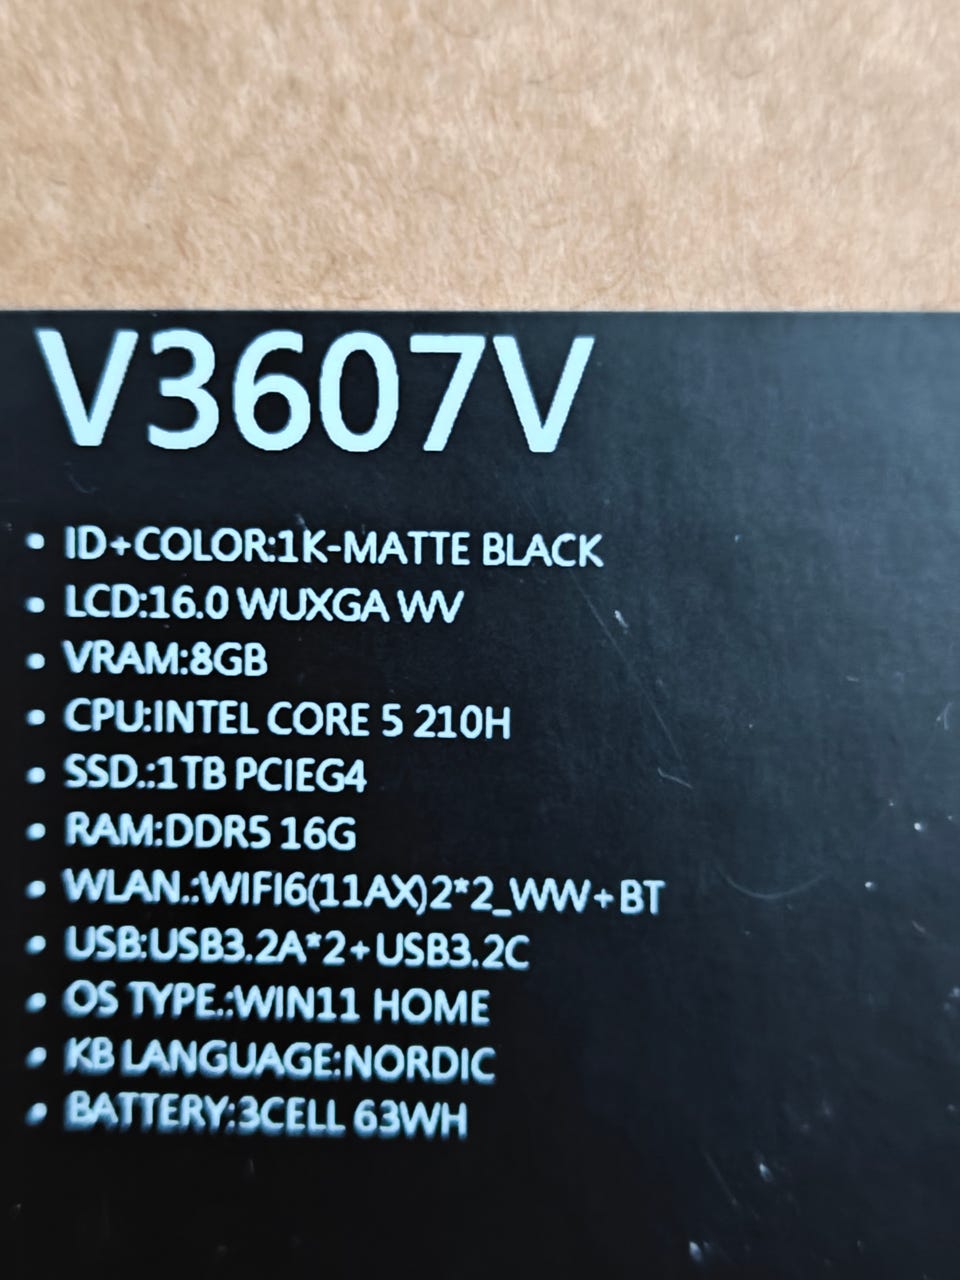 V3607V
• ID+COLOR:1K-MATTE BLACK
• LCD:16.0 WUXGA WV
• VRAM:8GB
• CPU:INTEL CORE 5 210H
• SSD.:1TB PCIEG4
• RAM:DDR5 16G
• WLAN.:WIFI6(11AX)2*2_WW+BT
• USB:USB3.2A*2+USB3.2C
• OS TYPE.:WIN11 HOME
• KB LANGUAGE:NORDIC
• BATTERY:3CELL 63WH